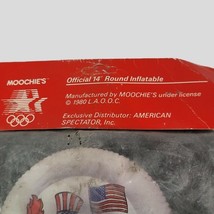 MOOCHIE'S
Official 14" Round Inflatable
Manufactured by MOOCHIE'S under license
© 1980 L.A.O.O.C.
Exclusive Distributor: AMERICAN
SPECTATOR, Inc.